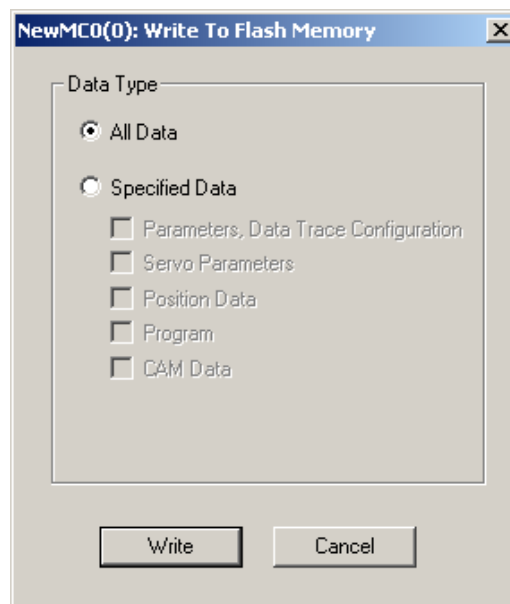 NewMC0(0): Write To Flash Memory
Data Type
All Data
Specified Data
Parameters, Data Trace Configuration
Servo Parameters
Position Data
Program
CAM Data
Write
Cancel